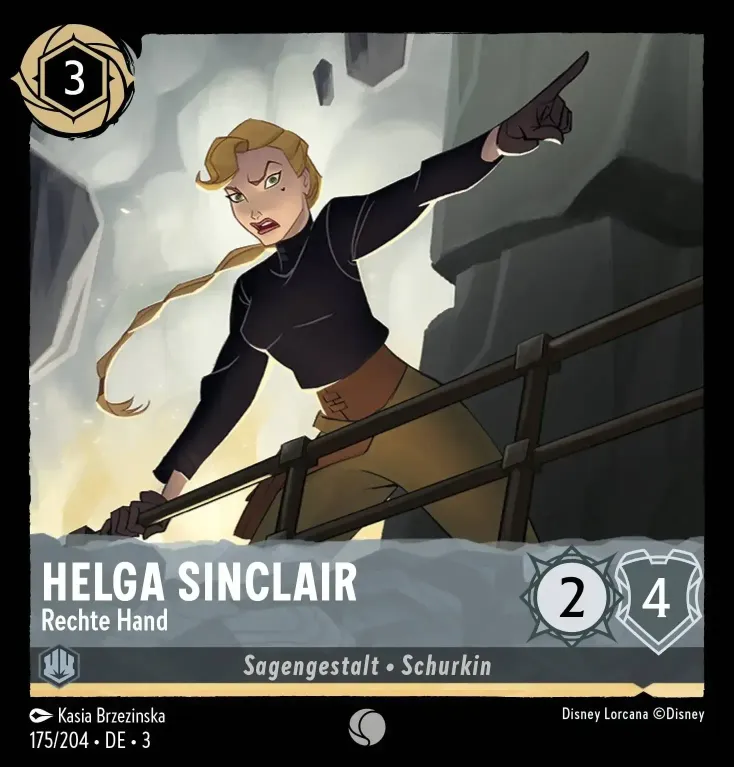 3
HELGA SINCLAIR
Rechte Hand
2
4
Sagengestalt • Schurkin
Kasia Brzezinska
Disney Lorcana ©Disney
175/204 • DE • 3